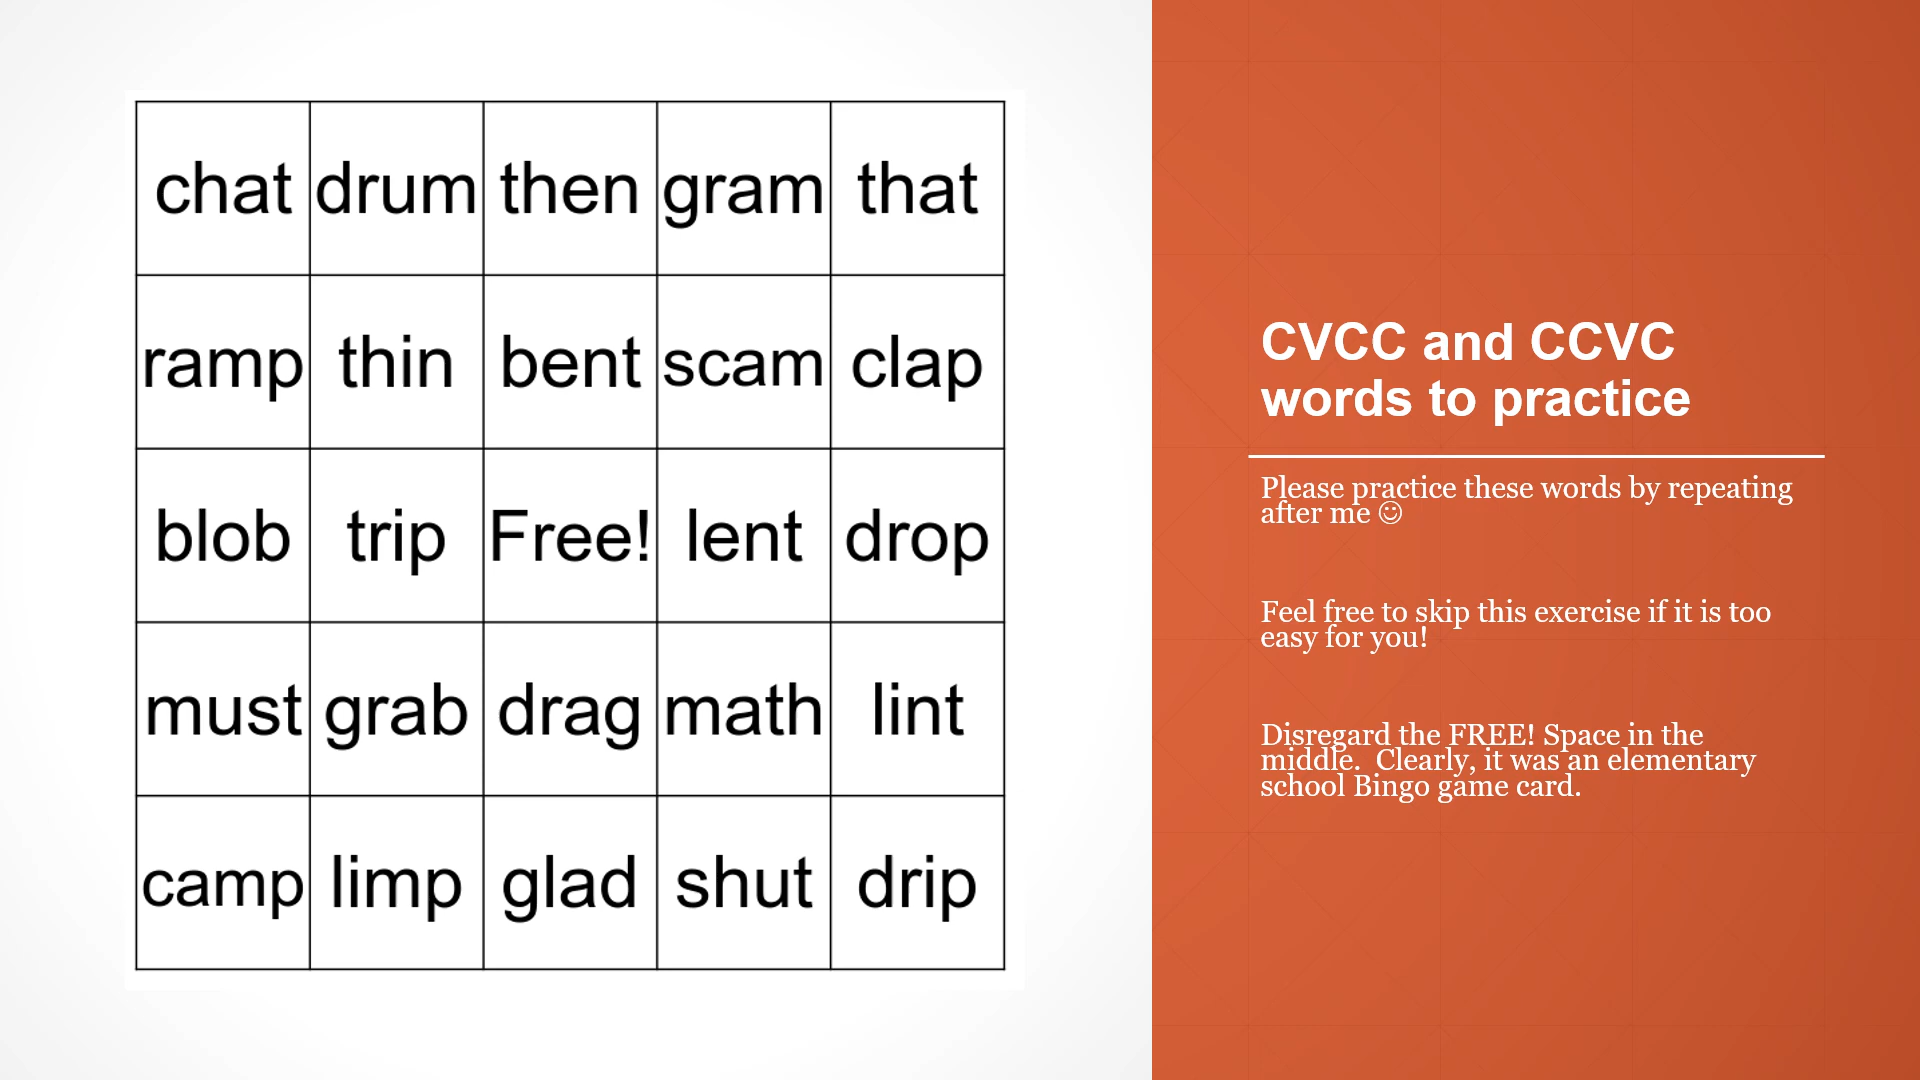 chat drum then gram that
ramp thin bent scam clap
blob trip Free! lent drop
must grab drag math lint
camp limp glad shut drip
CVCC and CCVC
words to practice
Please practice these words by repeating
after me ☺
Feel free to skip this exercise if it is too
easy for you!
Disregard the FREE! Space in the
middle.  Clearly, it was an elementary
school Bingo game card.